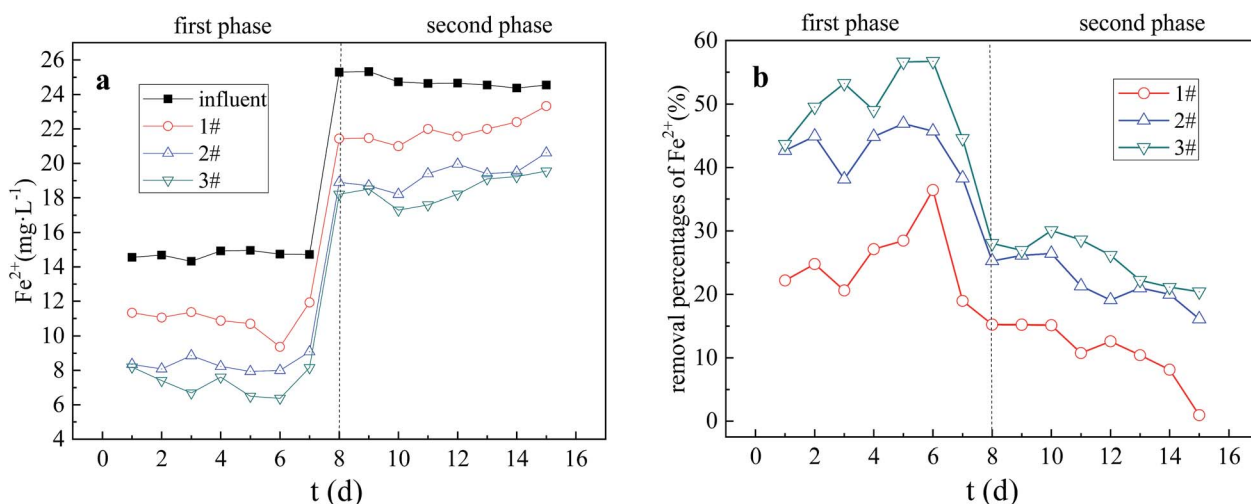 first phase second phase
a
influent
1#
2#
3#
Fe²⁺(mg·L⁻¹)
26
24
22
20
18
16
14
12
10
8
6
4
0 2 4 6 8 10 12 14 16
t (d)
first phase second phase
b
1#
2#
3#
removal percentages of Fe²⁺(%)
60
50
40
30
20
10
0
0 2 4 6 8 10 12 14 16
t (d)